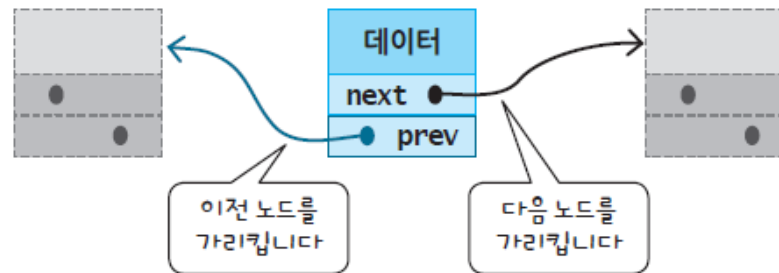 데이터
next
prev
이전 노드를
가리킵니다
다음 노드를
가리킵니다